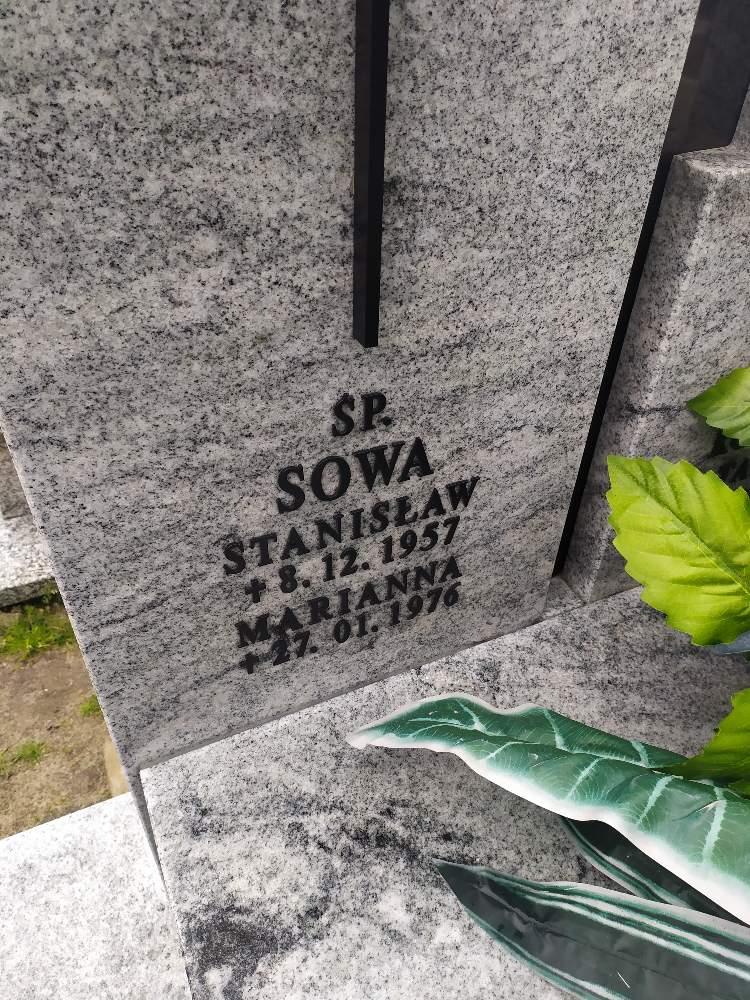 ŚP.
SOWA
STANISŁAW
+ 8. 12. 1957
MARIANNA
+ 27. 01. 1976